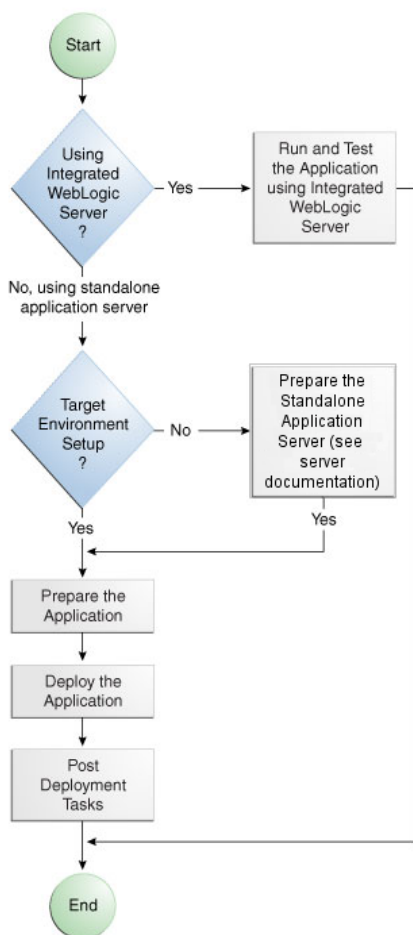 Start
Using
Integrated
WebLogic
Server
?
Yes
Run and Test
the Application
using Integrated
WebLogic
Server
No, using standalone
application server
Target
Environment
Setup
?
No
Prepare the
Standalone
Application
Server (see
server
documentation)
Yes
Yes
Prepare the
Application
Deploy the
Application
Post
Deployment
Tasks
End